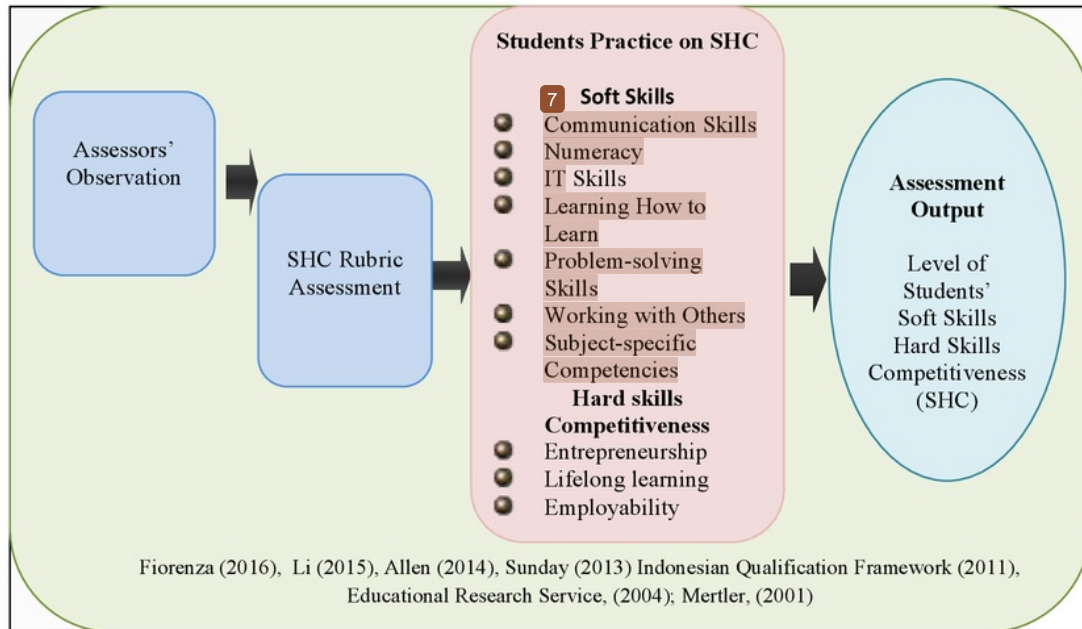 Assessors’
Observation
SHC Rubric
Assessment
Students Practice on SHC
7 Soft Skills
Communication Skills
Numeracy
IT Skills
Learning How to
Learn
Problem-solving
Skills
Working with Others
Subject-specific
Competencies
Hard skills
Competitiveness
Entrepreneurship
Lifelong learning
Employability
Assessment
Output
Level of
Students’
Soft Skills
Hard Skills
Competitiveness
(SHC)
Fiorenza (2016), Li (2015), Allen (2014), Sunday (2013) Indonesian Qualification Framework (2011),
Educational Research Service, (2004); Mertler, (2001)